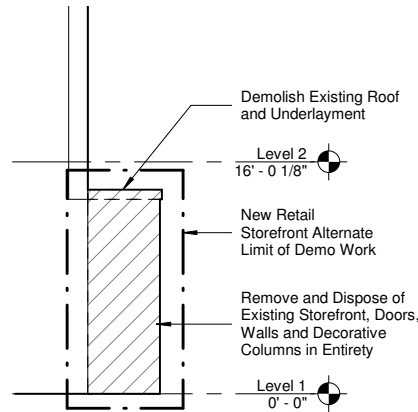 Demolish Existing Roof
and Underlayment
Level 2
16' - 0 1/8"
New Retail
Storefront Alternate
Limit of Demo Work
Remove and Dispose of
Existing Storefront, Doors,
Walls and Decorative
Columns in Entirety
Level 1
0' - 0"